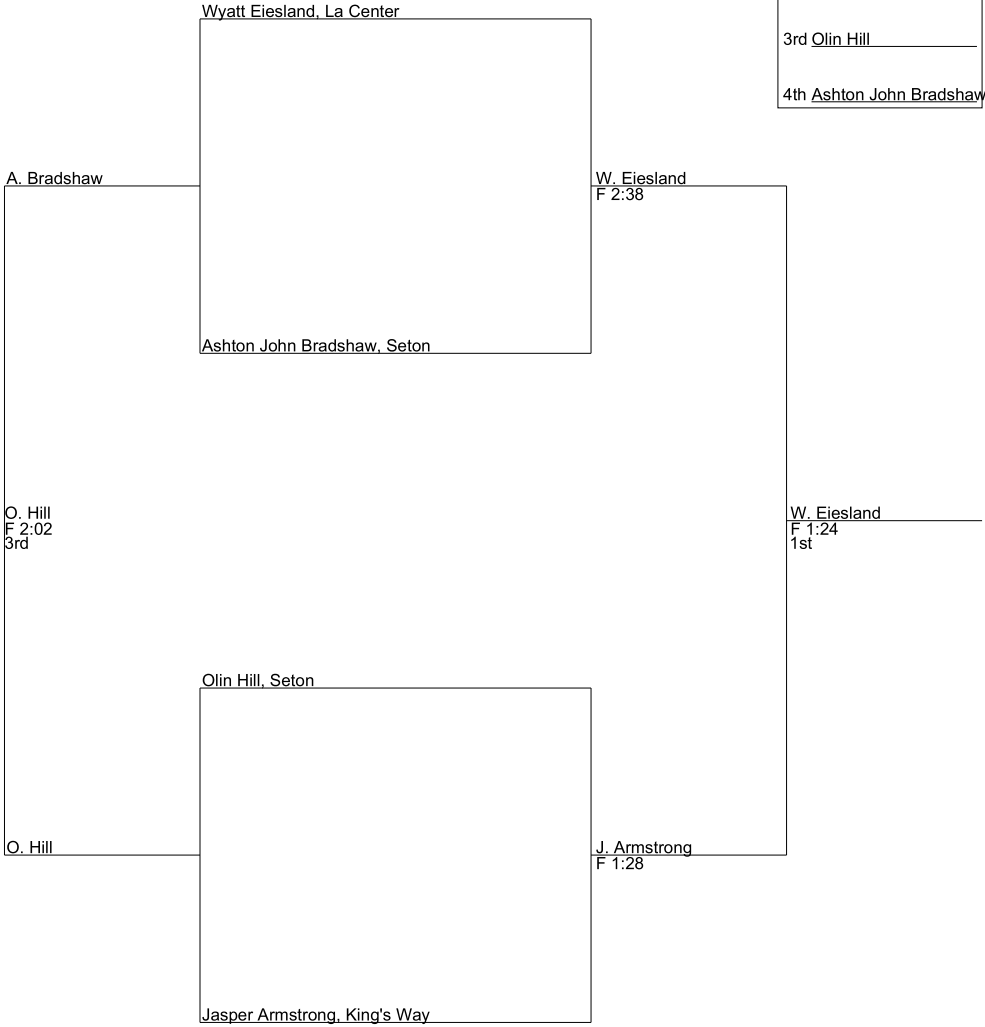 Wyatt Eiesland, La Center
3rd Olin Hill
4th Ashton John Bradshaw
A. Bradshaw
W. Eiesland
F 2:38
Ashton John Bradshaw, Seton
O. Hill
F 2:02
3rd
W. Eiesland
F 1:24
1st
Olin Hill, Seton
O. Hill
J. Armstrong
F 1:28
Jasper Armstrong, King's Way